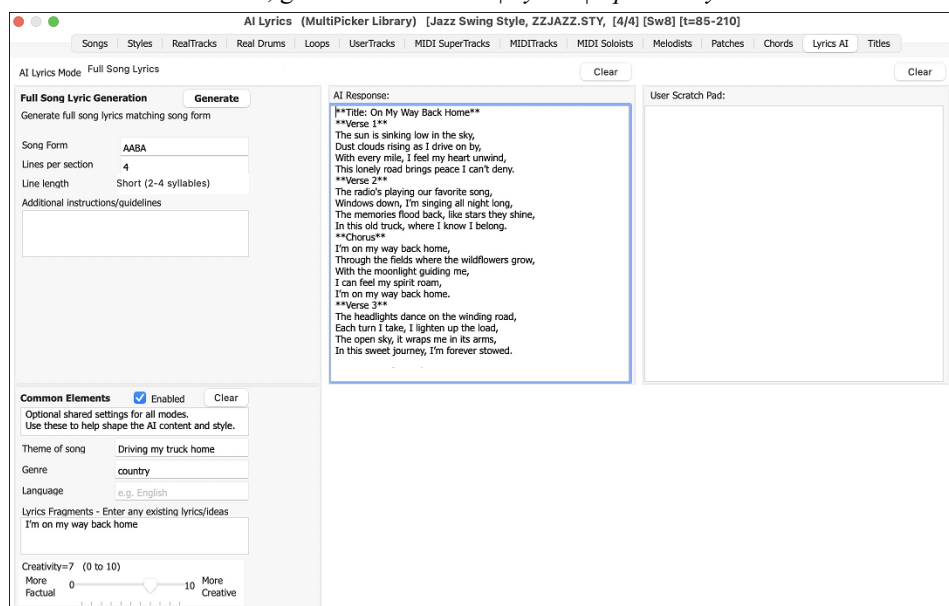 AI Lyrics (MultiPicker Library) [Jazz Swing Style, ZZJAZZ.STY, [4/4] [Sw8] [t=85-210]
Songs Styles RealTracks Real Drums Loops UserTracks MIDI SuperTracks MIDITracks MIDI Soloists Melodists Patches Chords Lyrics AI Titles
AI Lyrics Mode Full Song Lyrics
Clear
Clear
Full Song Lyric Generation Generate
Generate full song lyrics matching song form
Song Form AABA
Lines per section 4
Line length Short (2-4 syllables)
Additional instructions/guidelines
AI Response:
**Title: On My Way Back Home**
**Verse 1**
The sun is sinking low in the sky,
Dust clouds rising as I drive on by,
With every mile, I feel my heart unwind,
This lonely road brings peace I can't deny.
**Verse 2**
The radio's playing our favorite song,
Windows down, I'm singing all night long,
The memories flood back, like stars they shine,
In this old truck, where I know I belong.
**Chorus**
I'm on my way back home,
Through the fields where the wildflowers grow,
With the moonlight guiding me,
I can feel my spirit roam,
I'm on my way back home.
**Verse 3**
The headlights dance on the winding road,
Each turn I take, I lighten up the load,
The open sky, it wraps me in its arms,
In this sweet journey, I'm forever stowed.
User Scratch Pad:
Common Elements Enabled Clear
Optional shared settings for all modes.
Use these to help shape the AI content and style.
Theme of song Driving my truck home
Genre country
Language e.g. English
Lyrics Fragments - Enter any existing lyrics/ideas
I'm on my way back home
Creativity=7 (0 to 10)
More Factual 0 10 More Creative